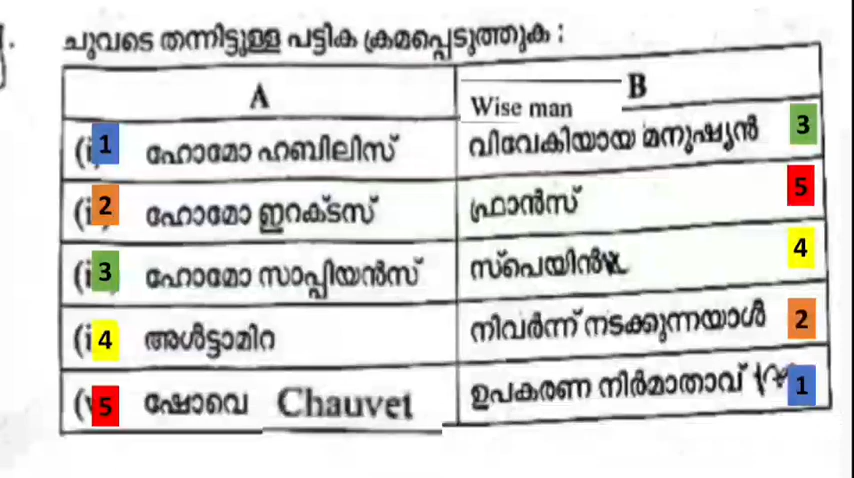 ചുവടെ തന്നിട്ടുള്ള പട്ടിക ക്രമപ്പെടുത്തുക :
A B
Wise man
1 ഹോമോ ഹബിലിസ് വിവേകിയായ മനുഷ്യൻ 3
2 ഹോമോ ഇറക്ടസ് ഫ്രാൻസ് 5
3 ഹോമോ സാപ്പിയൻസ് സ്പെയിൻ 4
4 അൾട്ടാമിറ നിവർന്ന് നടക്കുന്നയാൾ 2
5 ഷോവെ Chauvet ഉപകരണ നിർമാതാവ് 1